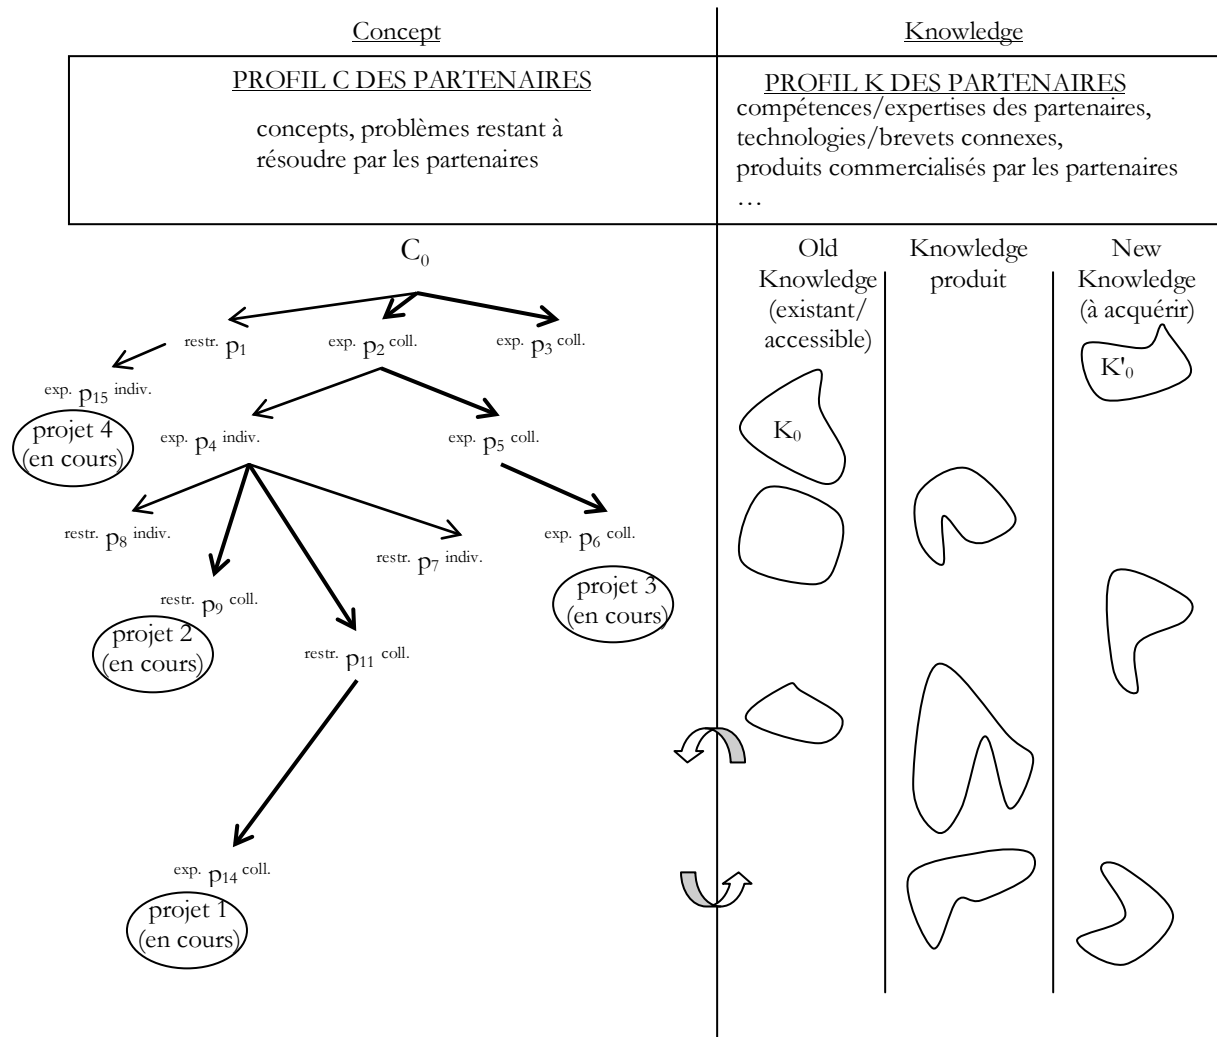 Concept
Knowledge
PROFIL C DES PARTENAIRES
concepts, problèmes restant à
résoudre par les partenaires
PROFIL K DES PARTENAIRES
compétences/expertises des partenaires,
technologies/brevets connexes,
produits commercialisés par les partenaires
…
C0
restr. p1
exp. p2 coll.
exp. p3 coll.
exp. p15 indiv.
projet 4
(en cours)
exp. p4 indiv.
exp. p5 coll.
restr. p8 indiv.
restr. p7 indiv.
exp. p6 coll.
projet 3
(en cours)
restr. p9 coll.
projet 2
(en cours)
restr. p11 coll.
exp. p14 coll.
projet 1
(en cours)
Old
Knowledge
(existant/
accessible)
Knowledge
produit
New
Knowledge
(à acquérir)
K0
K'0